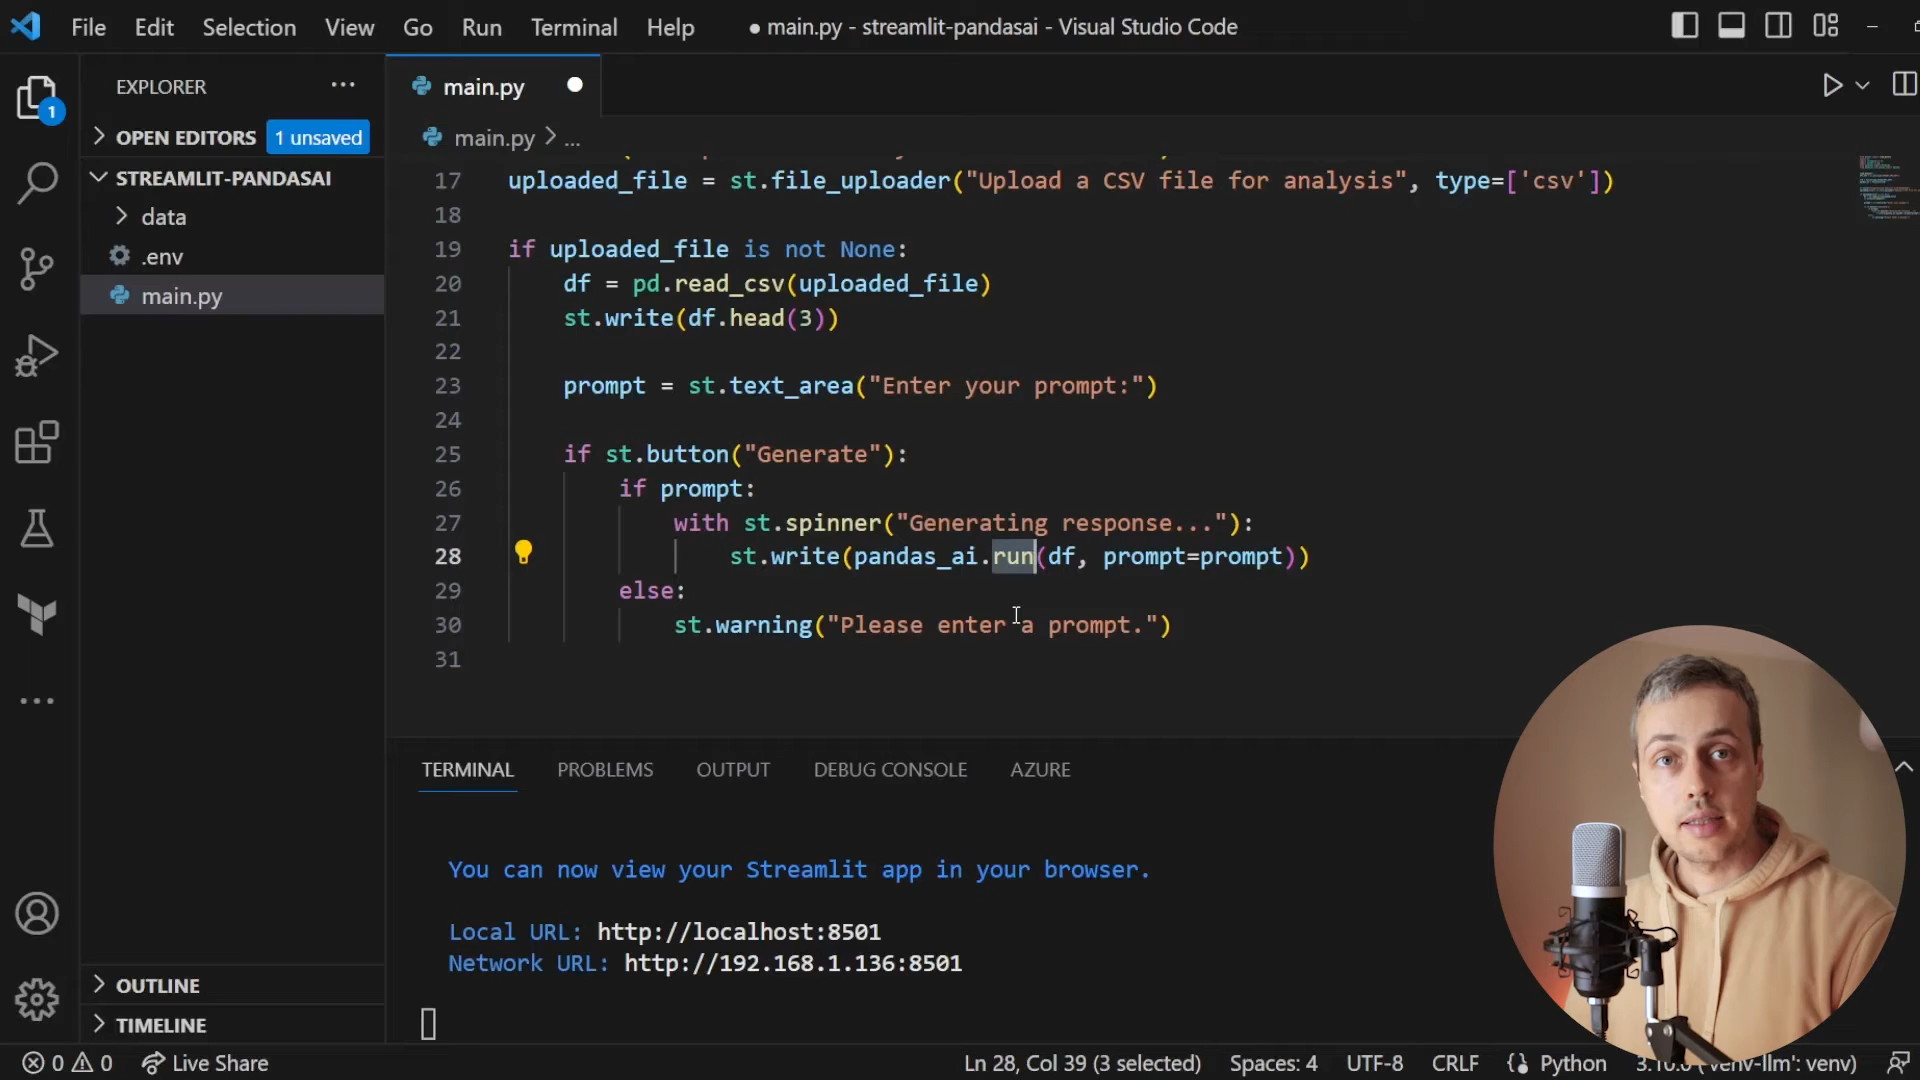 File Edit Selection View Go Run Terminal Help ● main.py - streamlit-pandasai - Visual Studio Code
EXPLORER ...
main.py
1
OPEN EDITORS 1 unsaved
main.py > ...
STREAMLIT-PANDASAI
data
.env
main.py
17 uploaded_file = st.file_uploader("Upload a CSV file for analysis", type=['csv'])
18
19 if uploaded_file is not None:
20 df = pd.read_csv(uploaded_file)
21 st.write(df.head(3))
22
23 prompt = st.text_area("Enter your prompt:")
24
25 if st.button("Generate"):
26 if prompt:
27 with st.spinner("Generating response..."):
28 st.write(pandas_ai.run(df, prompt=prompt))
29 else:
30 st.warning("Please enter a prompt.")
31
TERMINAL PROBLEMS OUTPUT DEBUG CONSOLE AZURE
You can now view your Streamlit app in your browser.
Local URL: http://localhost:8501
Network URL: http://192.168.1.136:8501
OUTLINE
TIMELINE
0 0 Live Share Ln 28, Col 39 (3 selected) Spaces: 4 UTF-8 CRLF Python venv)